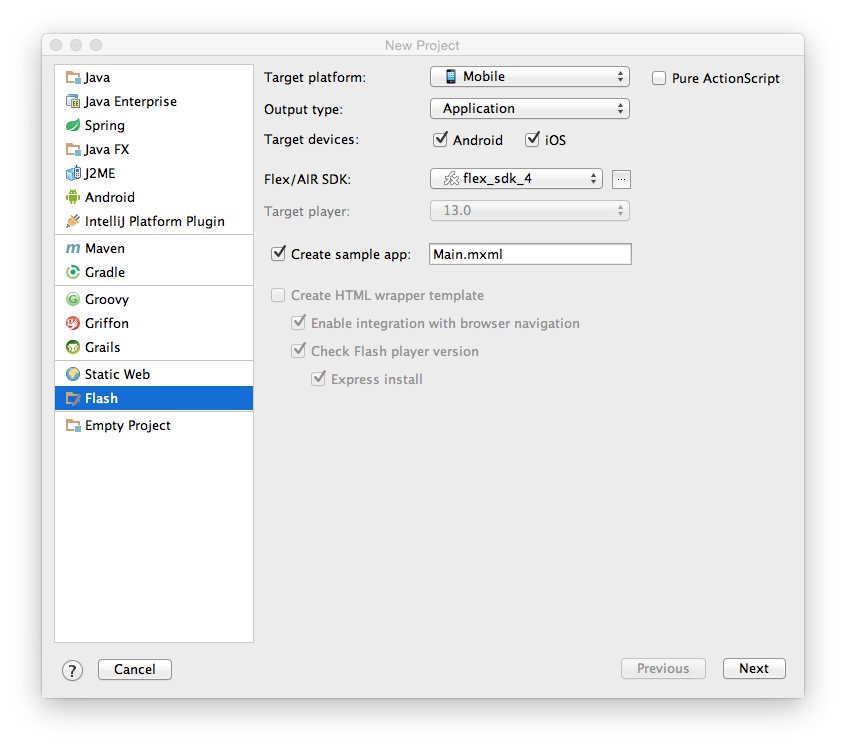 New Project
Java
Java Enterprise
Spring
Java FX
J2ME
Android
IntelliJ Platform Plugin
Maven
Gradle
Groovy
Griffon
Grails
Static Web
Flash
Empty Project
Target platform: Mobile Pure ActionScript
Output type: Application
Target devices: Android iOS
Flex/AIR SDK: flex_sdk_4 ...
Target player: 13.0
Create sample app: Main.mxml
Create HTML wrapper template
Enable integration with browser navigation
Check Flash player version
Express install
? Cancel Previous Next